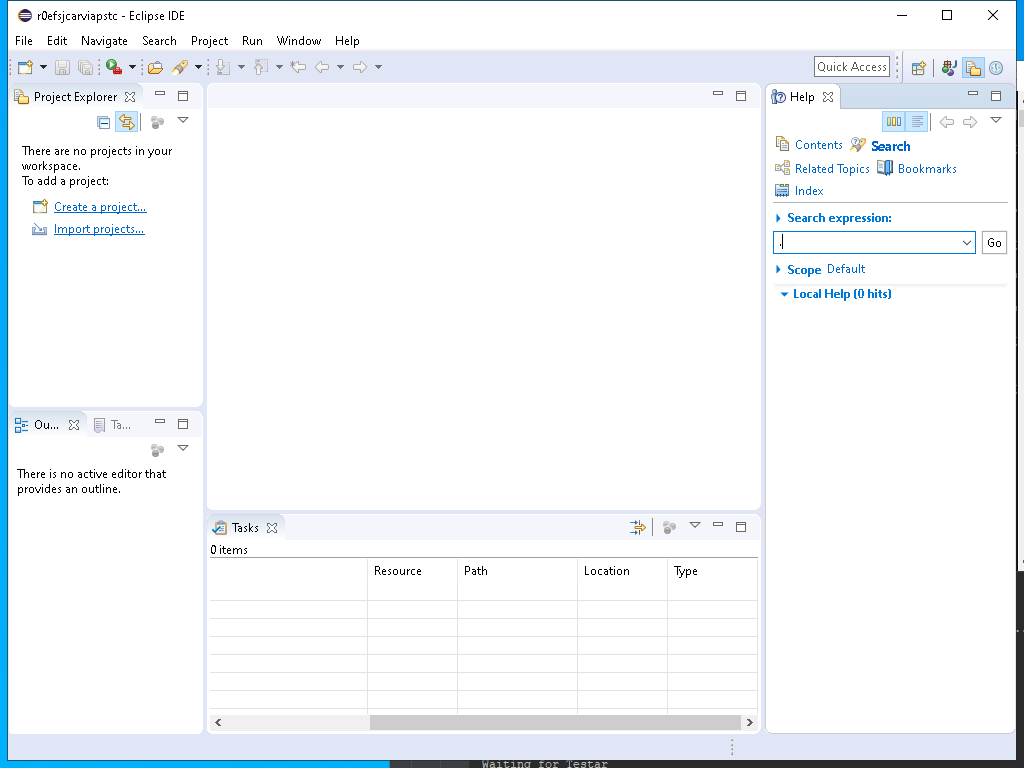 r0efsjcarviapstc - Eclipse IDE
File Edit Navigate Search Project Run Window Help
Quick Access
Project Explorer
There are no projects in your
workspace.
To add a project:
Create a project...
Import projects...
Ou...
Ta...
There is no active editor that
provides an outline.
Tasks
0 items
Resource Path Location Type
Help
Contents Search
Related Topics Bookmarks
Index
Search expression:
.
Go
Scope Default
Local Help (0 hits)
Waiting for Testar